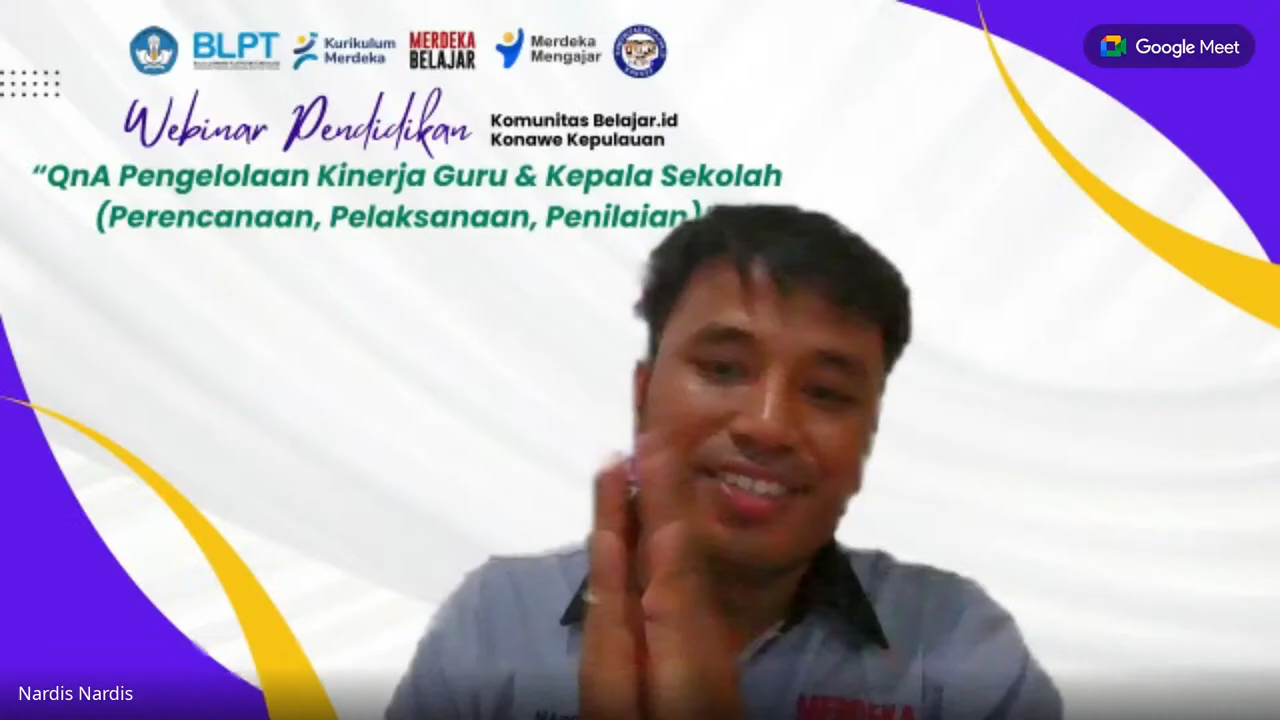 BLPT
Kurikulum
Merdeka
MERDEKA
BELAJAR
Merdeka
Mengajar
Google Meet
Webinar Pendidikan
Komunitas Belajar.id
Konawe Kepulauan
“QnA Pengelolaan Kinerja Guru & Kepala Sekolah
(Perencanaan, Pelaksanaan, Penilaian)"
MERDEKA
Nardis Nardis